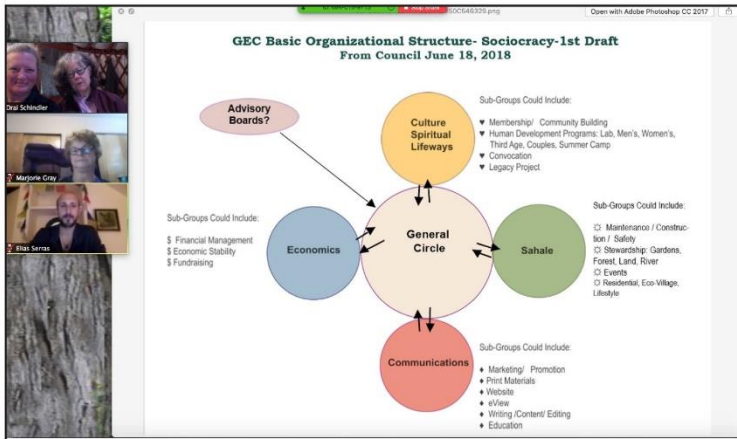 Open with Adobe Photoshop CC 2017
GEC Basic Organizational Structure- Sociocracy-1st Draft
From Council June 18, 2018
Drai Schindler
Marjorie Gray
Elias Serras
Advisory
Boards?
Culture
Spiritual
Lifeways
Sub-Groups Could Include:
♥ Membership/ Community Building
♥ Human Development Programs: Lab, Men's, Women's,
Third Age, Couples, Summer Camp
♥ Convocation
♥ Legacy Project
Sub-Groups Could Include:
$ Financial Management
$ Economic Stability
$ Fundraising
Economics
General
Circle
Sahale
Sub-Groups Could Include:
☼ Maintenance / Construc-
tion / Safety
☼ Stewardship: Gardens,
Forest, Land, River
☼ Events
☼ Residential, Eco-Village,
Lifestyle
Communications
Sub-Groups Could Include:
♦ Marketing/ Promotion
♦ Print Materials
♦ Website
♦ eView
♦ Writing /Content/ Editing
♦ Education